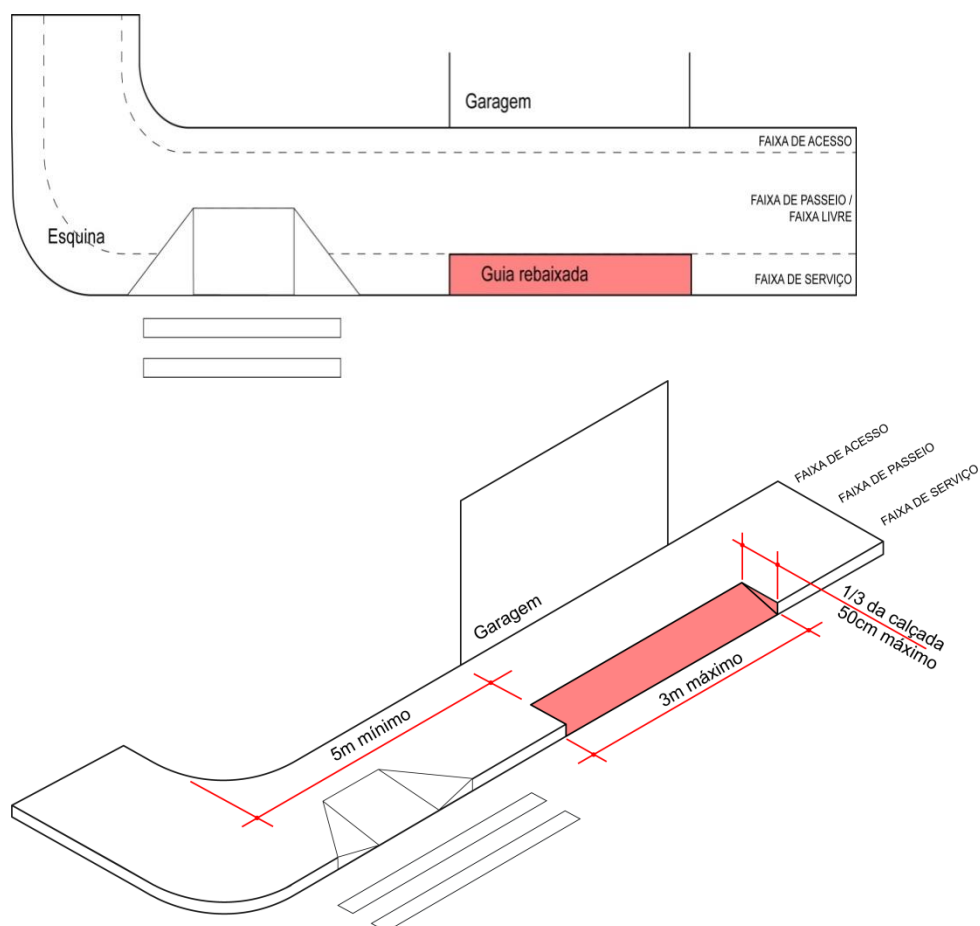 Garagem
FAIXA DE ACESSO
FAIXA DE PASSEIO /
FAIXA LIVRE
Esquina
Guia rebaixada
FAIXA DE SERVIÇO
FAIXA DE ACESSO
FAIXA DE PASSEIO
FAIXA DE SERVIÇO
Garagem
1/3 da calçada
50cm máximo
5m mínimo
3m máximo